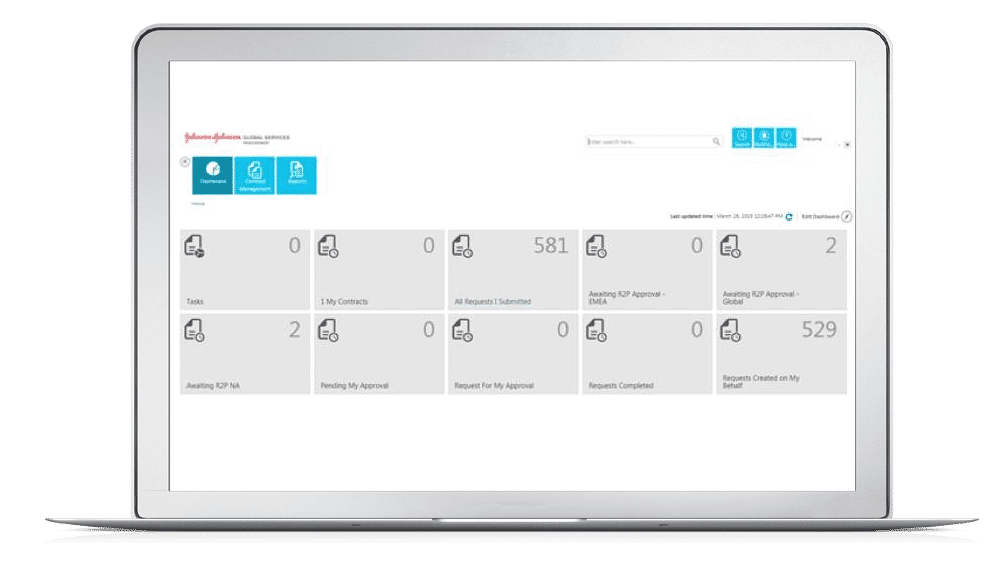 Johnson & Johnson GLOBAL SERVICES
PROCUREMENT
Enter search here...
Search
Welcome
Dashboard
Contract
Management
Reports
Home
Last updated time : March 28, 2019 12:28:47 PM
Edit Dashboard
0
Tasks
0
1 My Contracts
581
All Requests I Submitted
0
Awaiting R2P Approval -
EMEA
2
Awaiting R2P Approval -
Global
2
Awaiting R2P NA
0
Pending My Approval
0
Request For My Approval
0
Requests Completed
529
Requests Created on My
Behalf